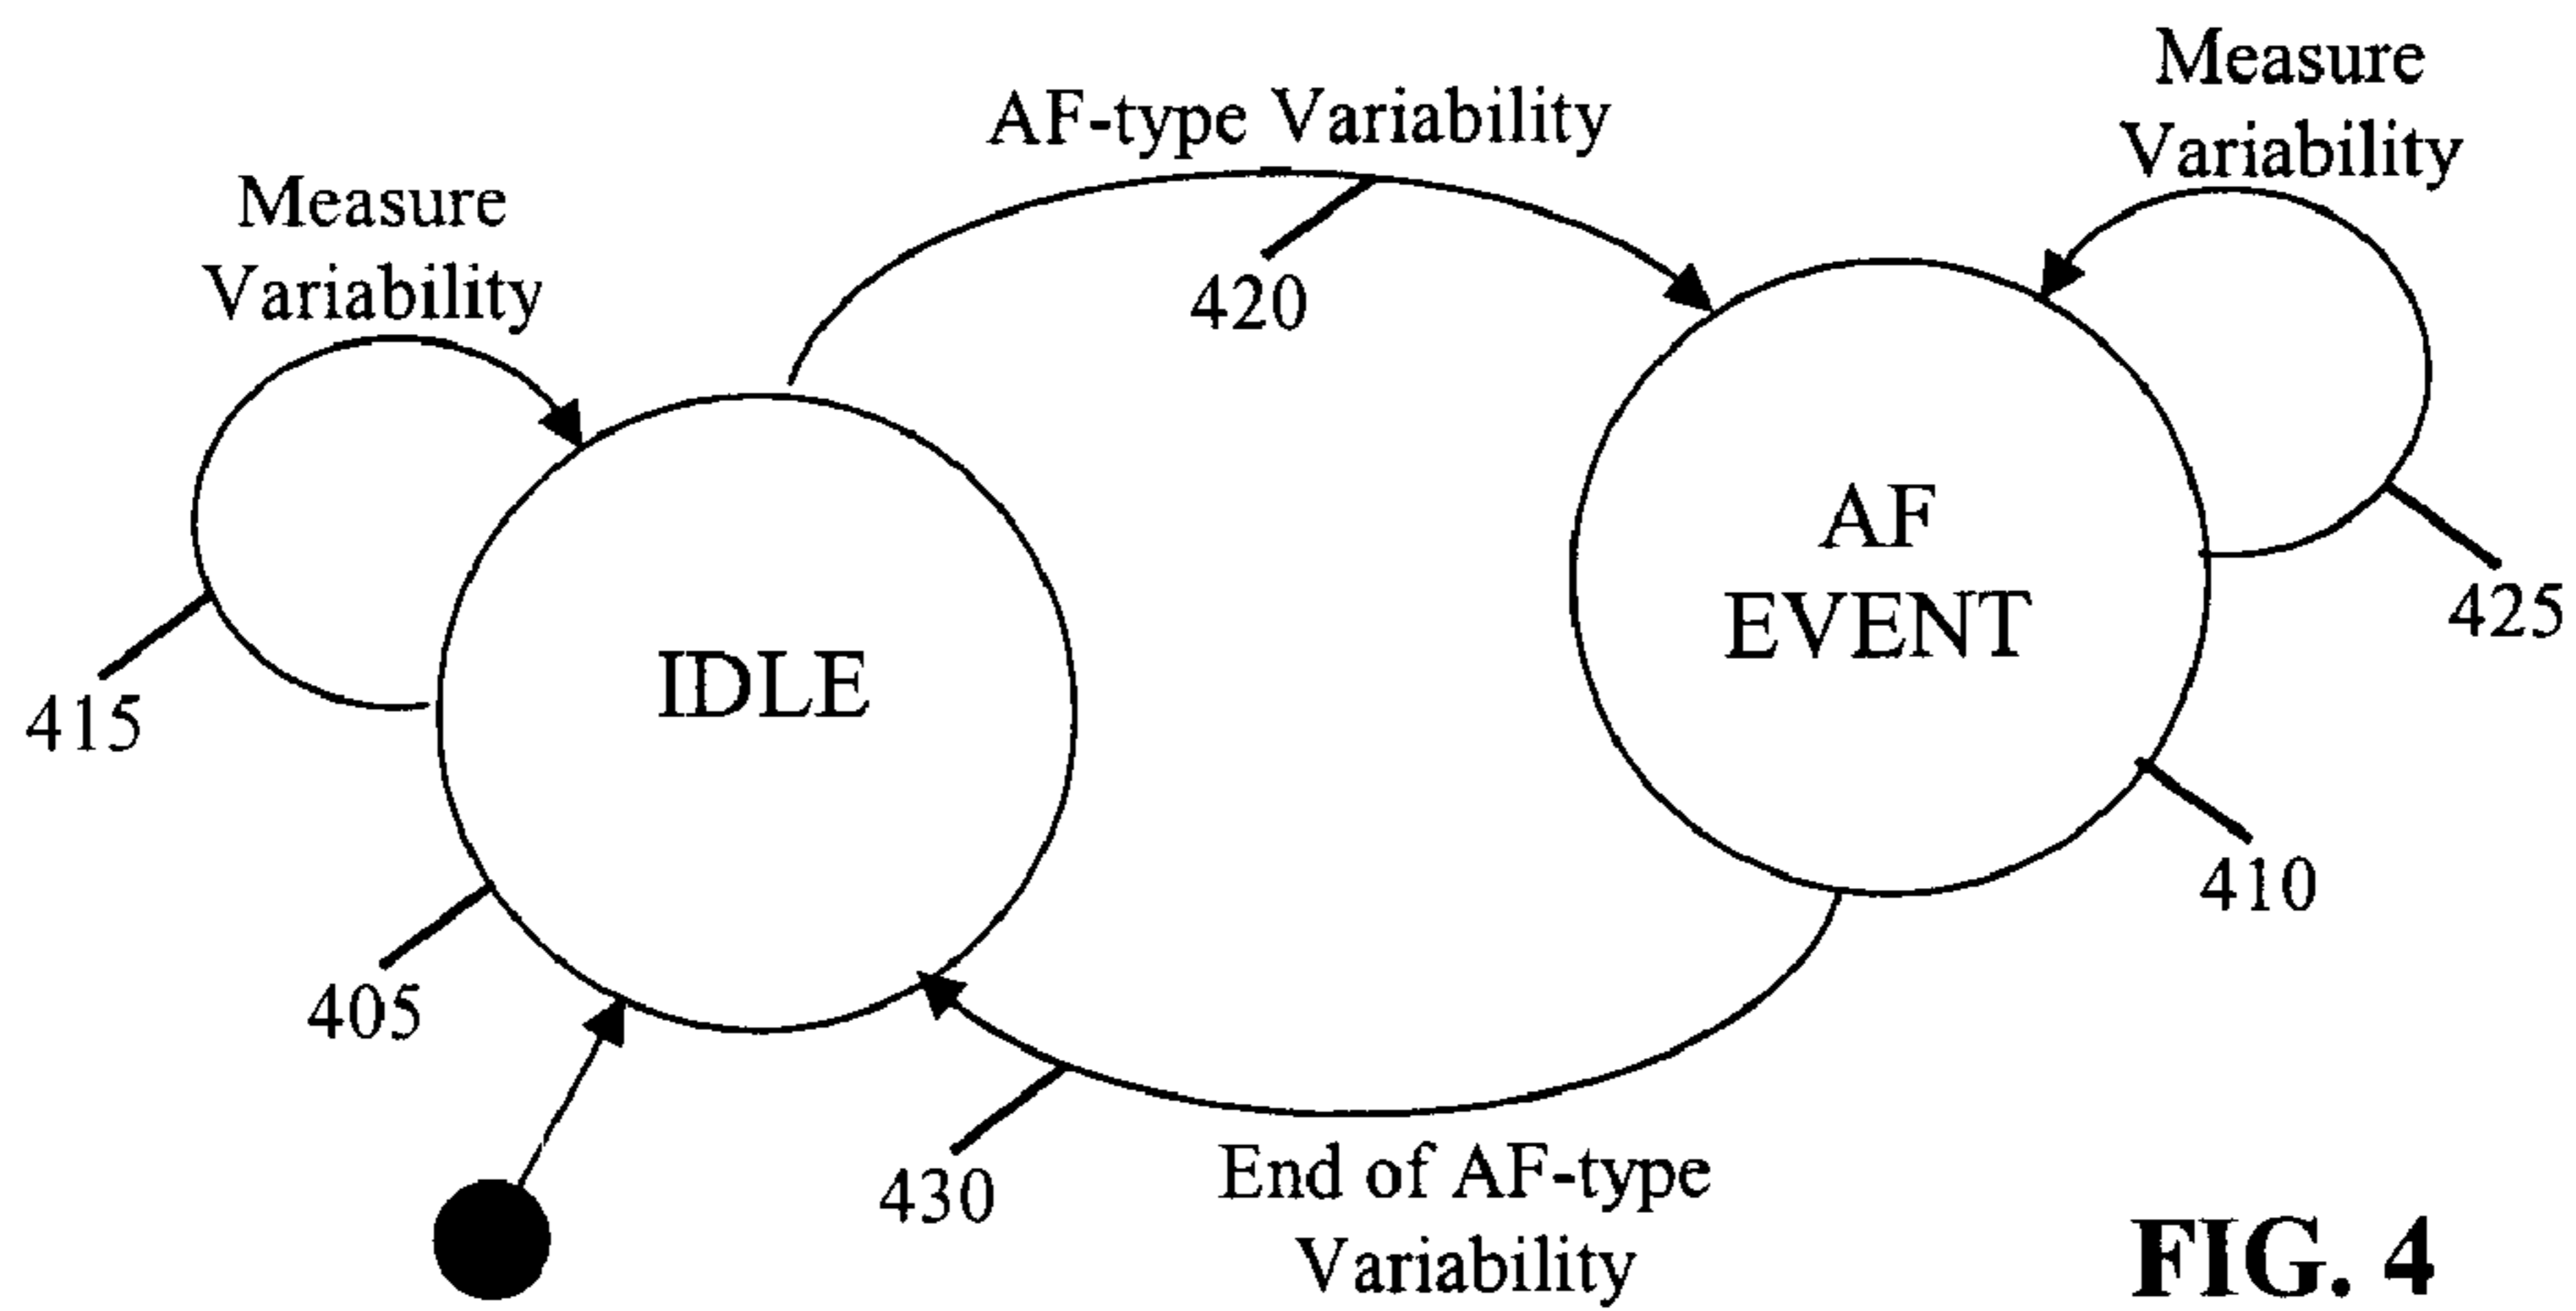 Measure
Variability
AF-type Variability
Measure
Variability
420
415
IDLE
AF
EVENT
425
410
405
430
End of AF-type
Variability
FIG. 4